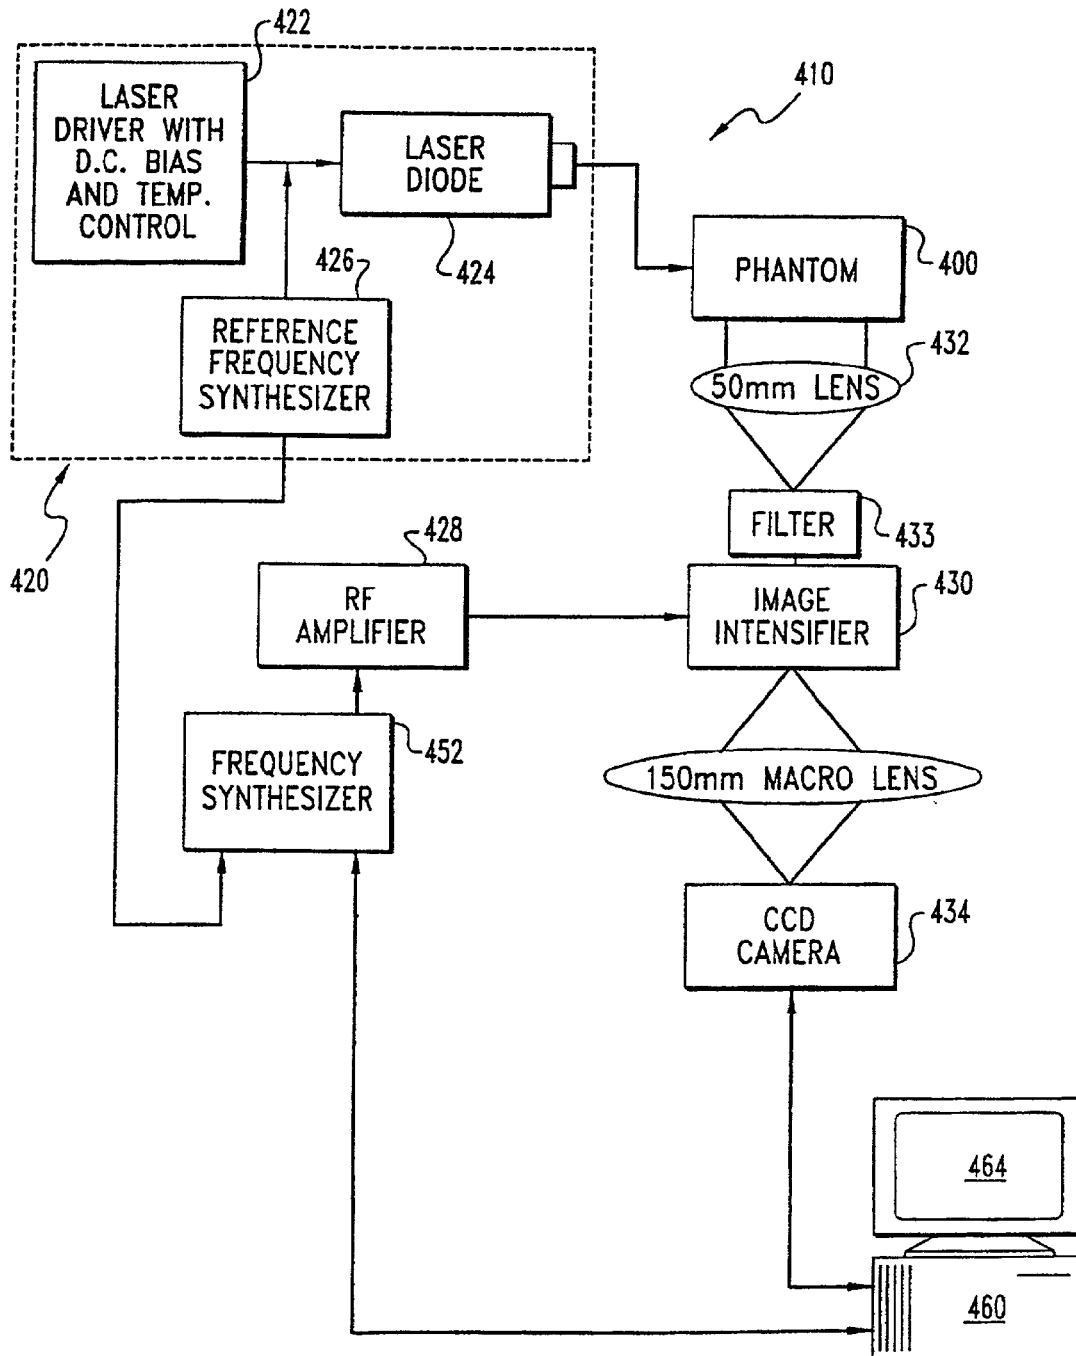 422
LASER
DRIVER WITH
D.C. BIAS
AND TEMP.
CONTROL
LASER
DIODE
424
410
426
REFERENCE
FREQUENCY
SYNTHESIZER
420
PHANTOM
400
432
50mm LENS
FILTER
433
428
RF
AMPLIFIER
IMAGE
INTENSIFIER
430
FREQUENCY
SYNTHESIZER
452
150mm MACRO LENS
CCD
CAMERA
434
464
460